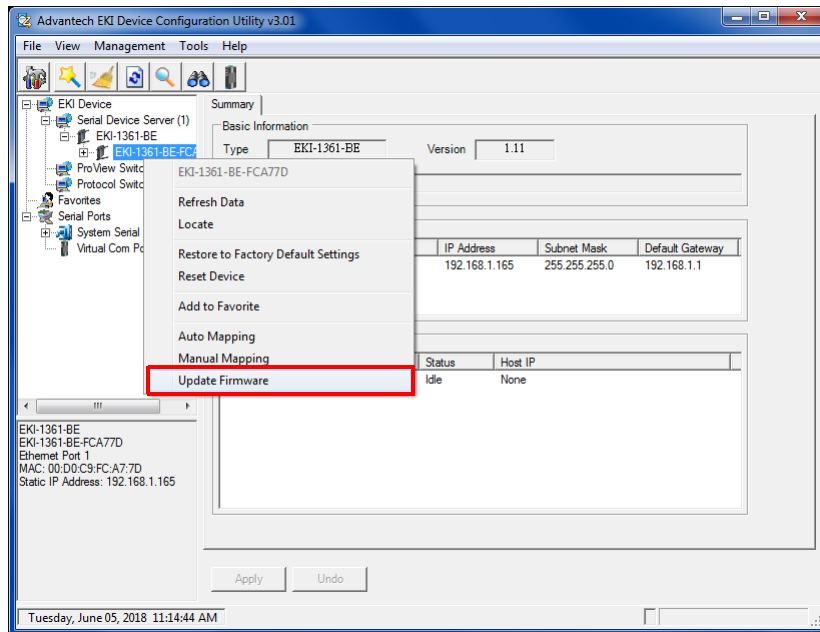 Advantech EKI Device Configuration Utility v3.01
File View Management Tools Help
EKI Device
Serial Device Server (1)
EKI-1361-BE
EKI-1361-BE-FCA
ProView Switc
Protocol Switc
Favorites
Serial Ports
System Serial
Virtual Com Po
Summary
Basic Information
Type EKI-1361-BE Version 1.11
EKI-1361-BE-FCA77D
Refresh Data
Locate
Restore to Factory Default Settings
Reset Device
Add to Favorite
Auto Mapping
Manual Mapping
Update Firmware
IP Address Subnet Mask Default Gateway
192.168.1.165 255.255.255.0 192.168.1.1
Status Host IP
Idle None
EKI-1361-BE
EKI-1361-BE-FCA77D
Ethernet Port 1
MAC: 00:D0:C9:FC:A7:7D
Static IP Address: 192.168.1.165
Apply Undo
Tuesday, June 05, 2018 11:14:44 AM